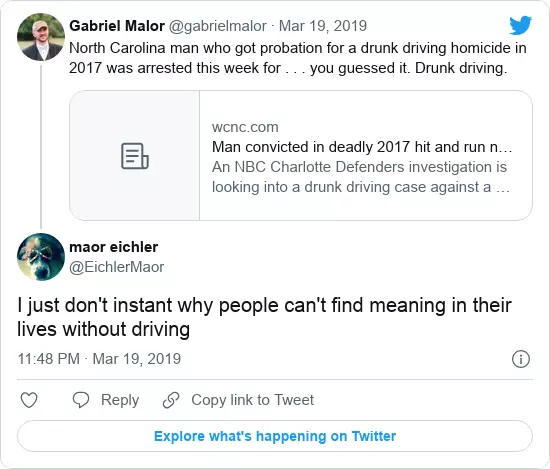 Gabriel Malor @gabrielmalor · Mar 19, 2019
North Carolina man who got probation for a drunk driving homicide in
2017 was arrested this week for . . . you guessed it. Drunk driving.
wcnc.com
Man convicted in deadly 2017 hit and run n…
An NBC Charlotte Defenders investigation is
looking into a drunk driving case against a …
maor eichler
@EichlerMaor
I just don't instant why people can't find meaning in their
lives without driving
11:48 PM · Mar 19, 2019
Reply
Copy link to Tweet
Explore what's happening on Twitter